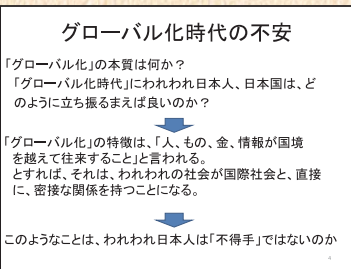 グローバル化時代の不安
「グローバル化」の本質は何か？
「グローバル化時代」にわれわれ日本人、日本国は、ど
のように立ち振るまえば良いのか？
「グローバル化」の特徴は、「人、もの、金、情報が国境
を越えて往来すること」と言われる。
とすれば、それは、われわれの社会が国際社会と、直接
に、密接な関係を持つことになる。
このようなことは、われわれ日本人は「不得手」ではないのか
4